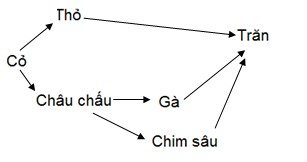 Thỏ
Trăn
Cỏ
Châu chấu
Gà
Chim sâu